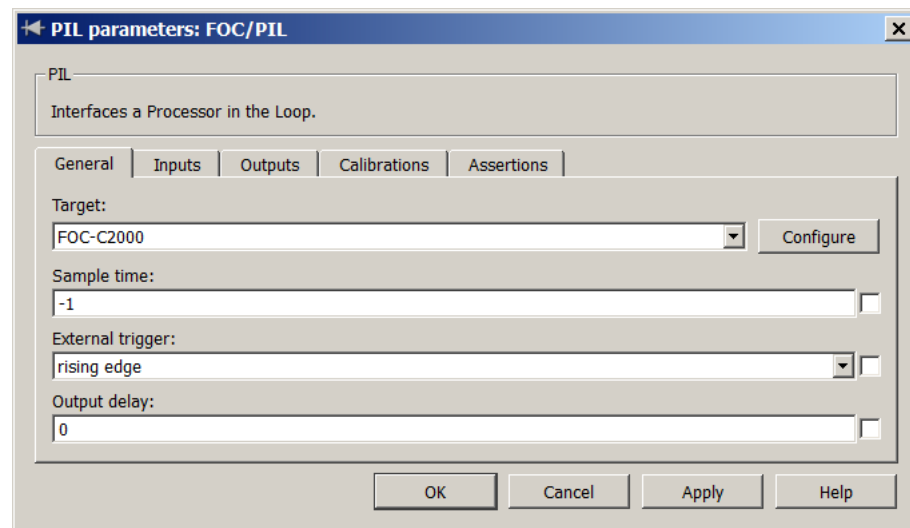 PIL parameters: FOC/PIL
PIL
Interfaces a Processor in the Loop.
General Inputs Outputs Calibrations Assertions
Target:
FOC-C2000 Configure
Sample time:
-1
External trigger:
rising edge
Output delay:
0
OK Cancel Apply Help